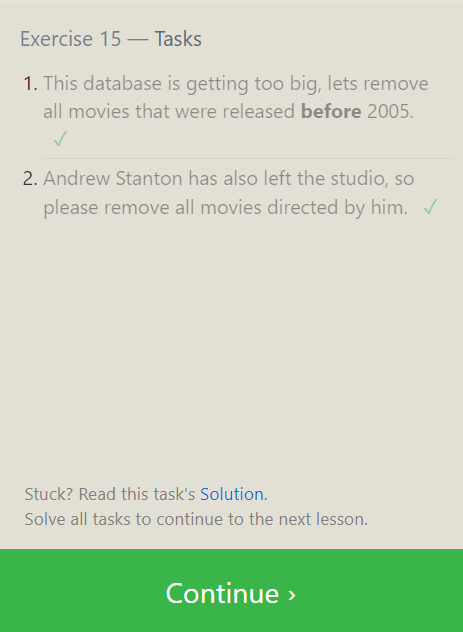 Exercise 15 — Tasks
1. This database is getting too big, lets remove
all movies that were released before 2005.
✓
2. Andrew Stanton has also left the studio, so
please remove all movies directed by him. ✓
Stuck? Read this task's Solution.
Solve all tasks to continue to the next lesson.
Continue ›